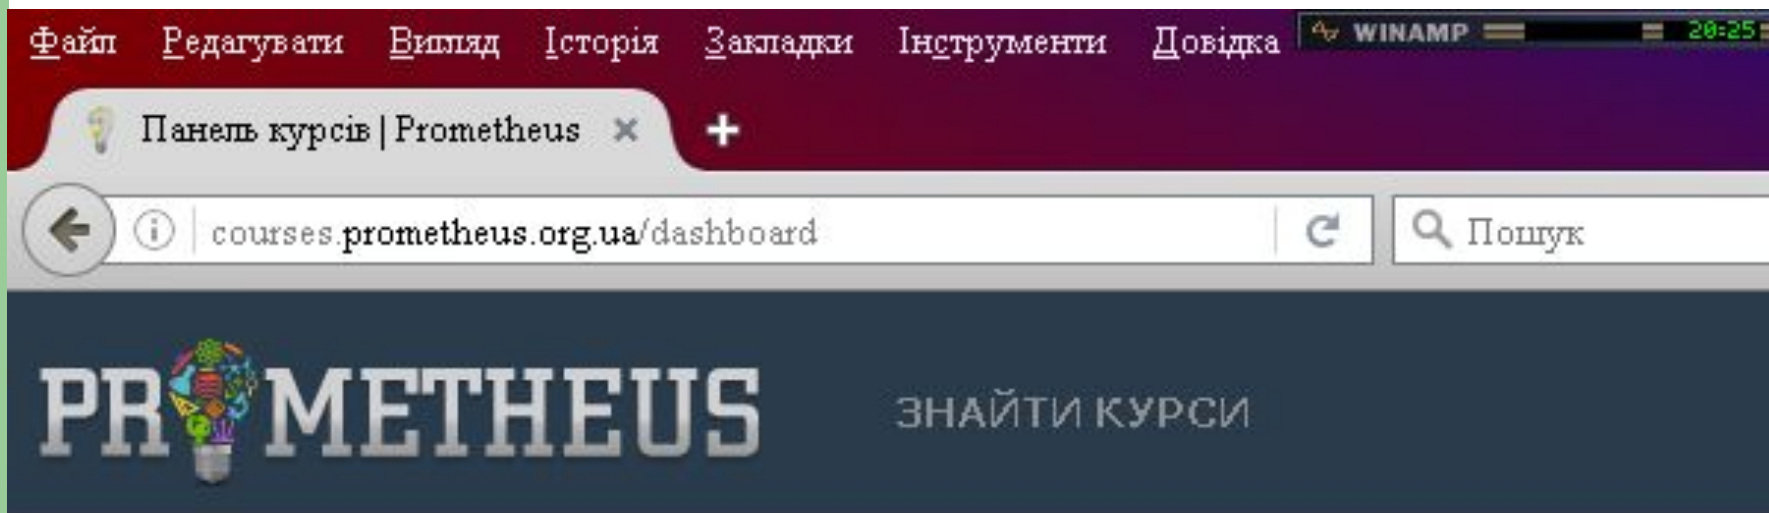 Файл Редагувати Вигляд Історія Закладки Інструменти Довідка WINAMP 20:25
Панель курсів | Prometheus
courses.prometheus.org.ua/dashboard Пошук
PROMETHEUS ЗНАЙТИ КУРСИ